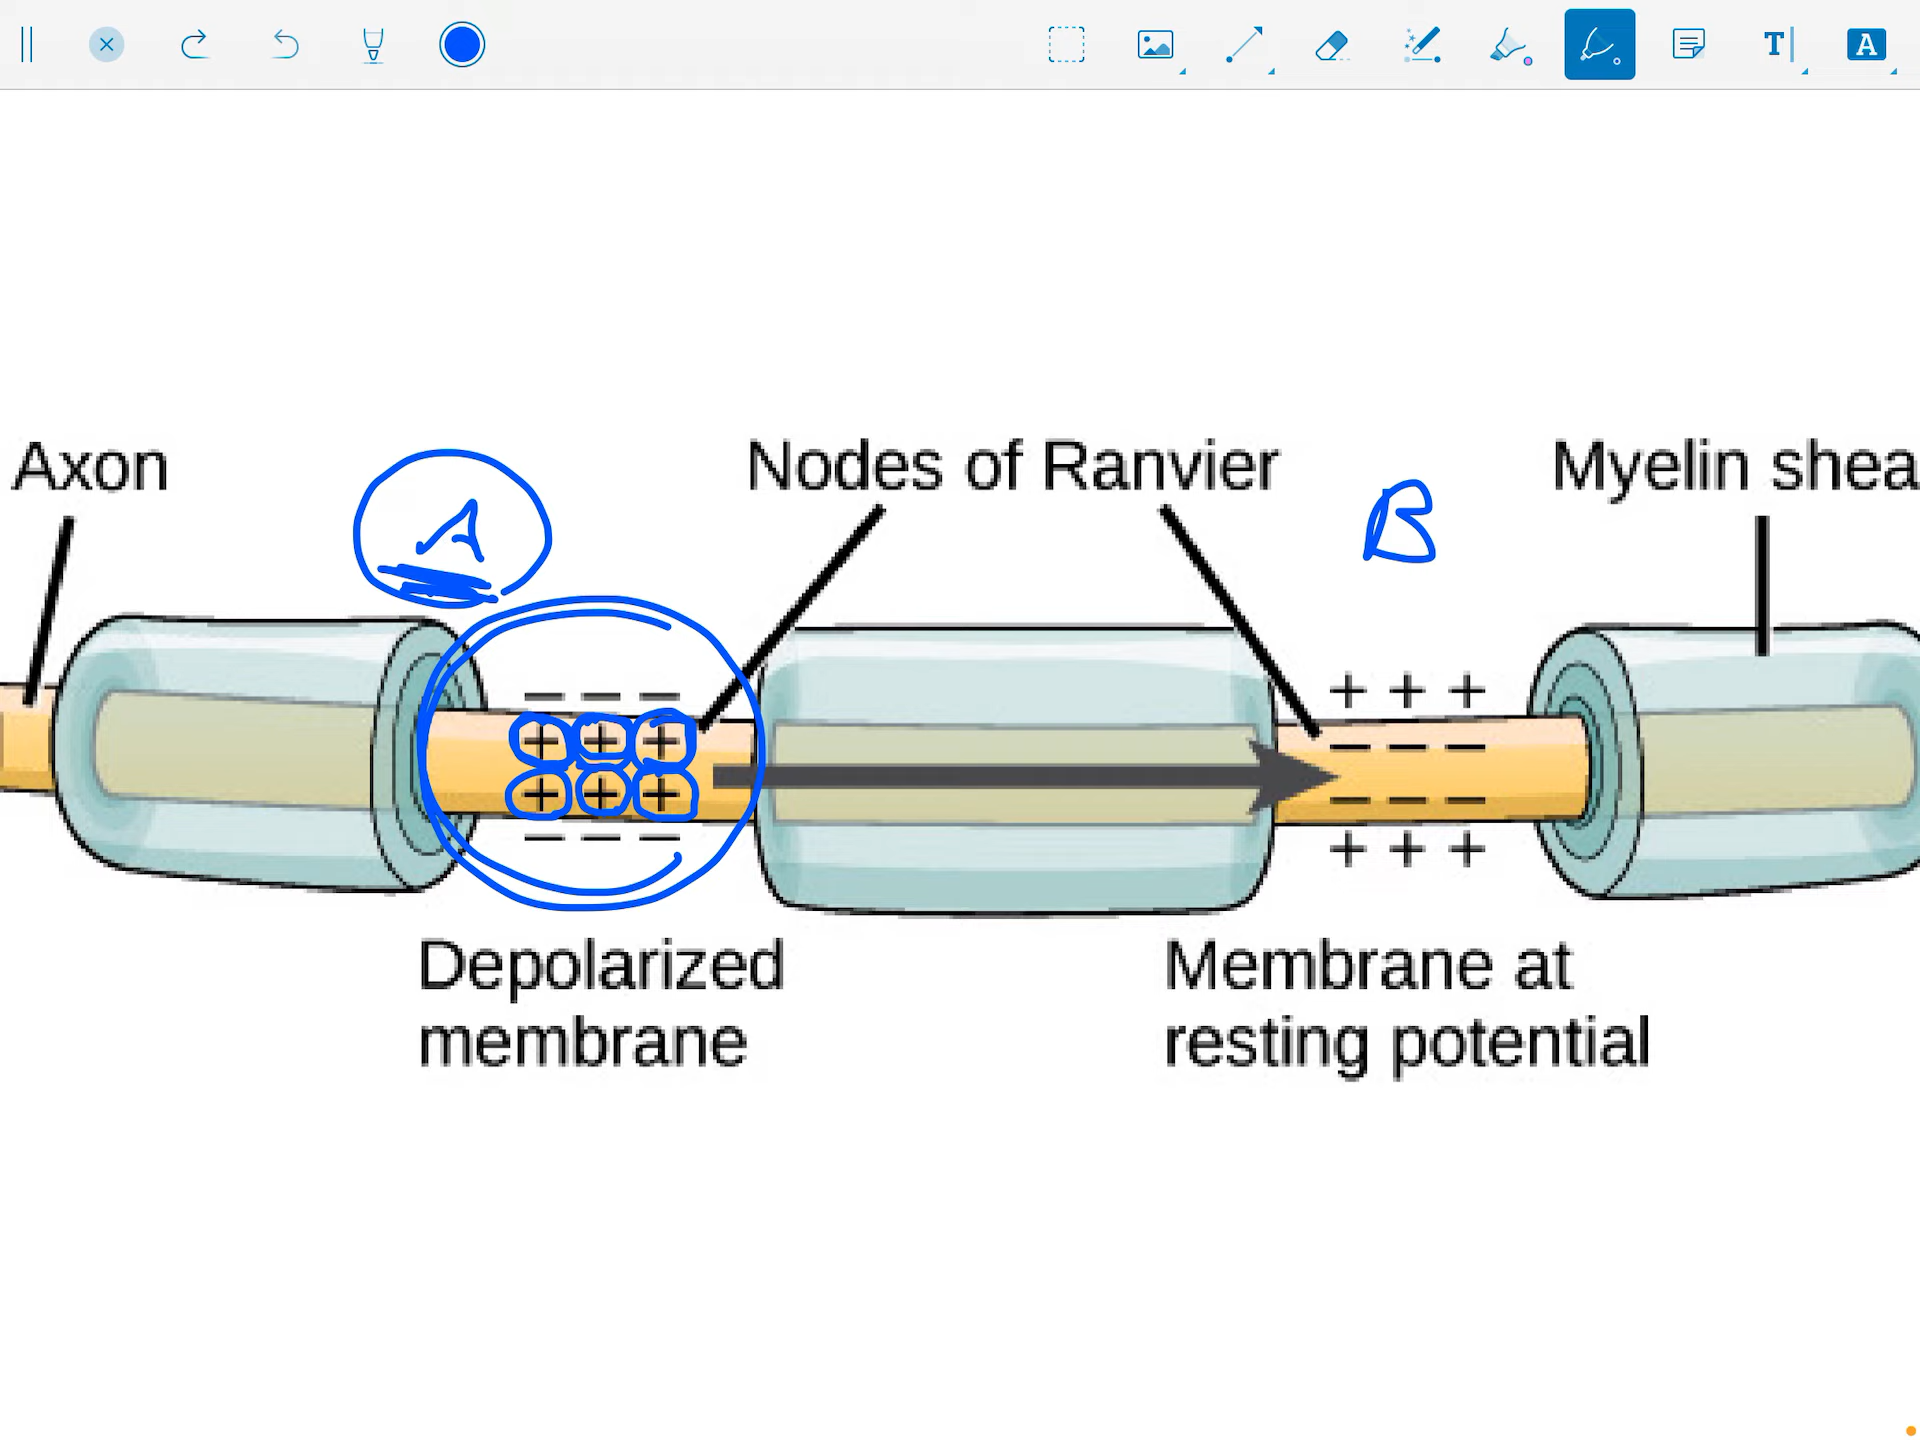 T
A
Axon
Nodes of Ranvier
Myelin shea
A
B
− − −
+ + +
+ + +
− − −
+ + +
− − −
− − −
+ + +
Depolarized
membrane
Membrane at
resting potential